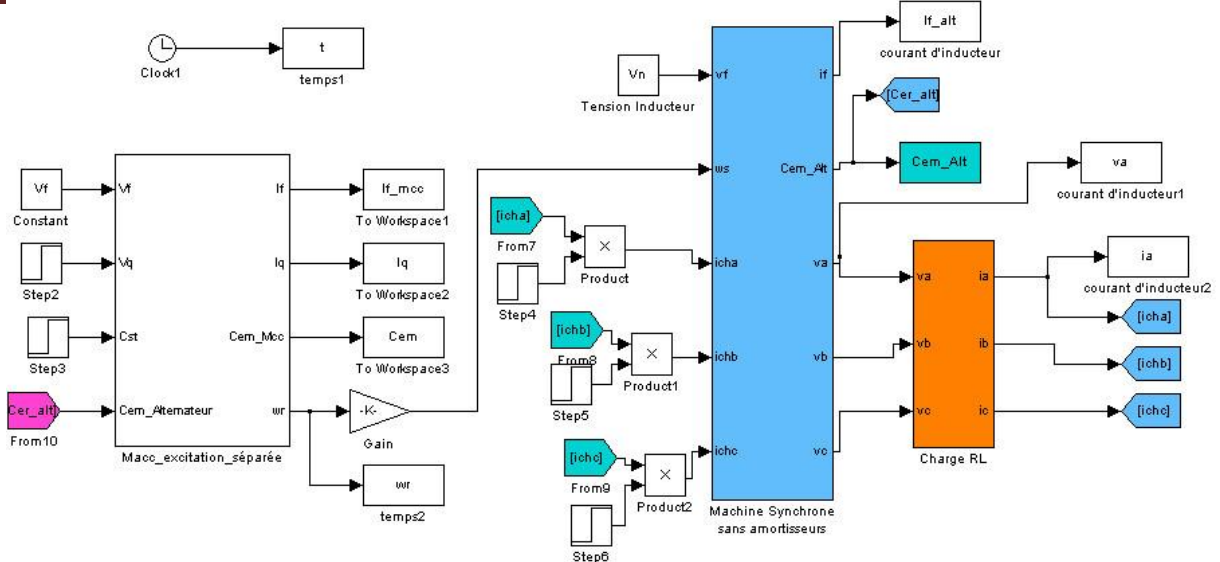 t
Clock1
temps1
Vf
Constant
Step2
Step3
[Cer_alt]
From10
Vf
Vq
Cst
Cem_Alternateur
If
Iq
Cem_Mcc
wr
Macc_excitation_séparée
If_mcc
To Workspace1
Iq
To Workspace2
Cem
To Workspace3
-K-
Gain
wr
temps2
Vn
Tension Inducteur
[icha]
From7
Step4
×
Product
[ichb]
From8
Step5
×
Product1
[ichc]
From9
Step6
×
Product2
vf
ws
icha
ichb
ichc
if
Cem_Alt
va
vb
vc
Machine Synchrone
sans amortisseurs
If_alt
courant d'inducteur
[Cer_alt]
Cem_Alt
va
courant d'inducteur1
va
vb
vc
ia
ib
ic
Charge RL
ia
courant d'inducteur2
[icha]
[ichb]
[ichc]